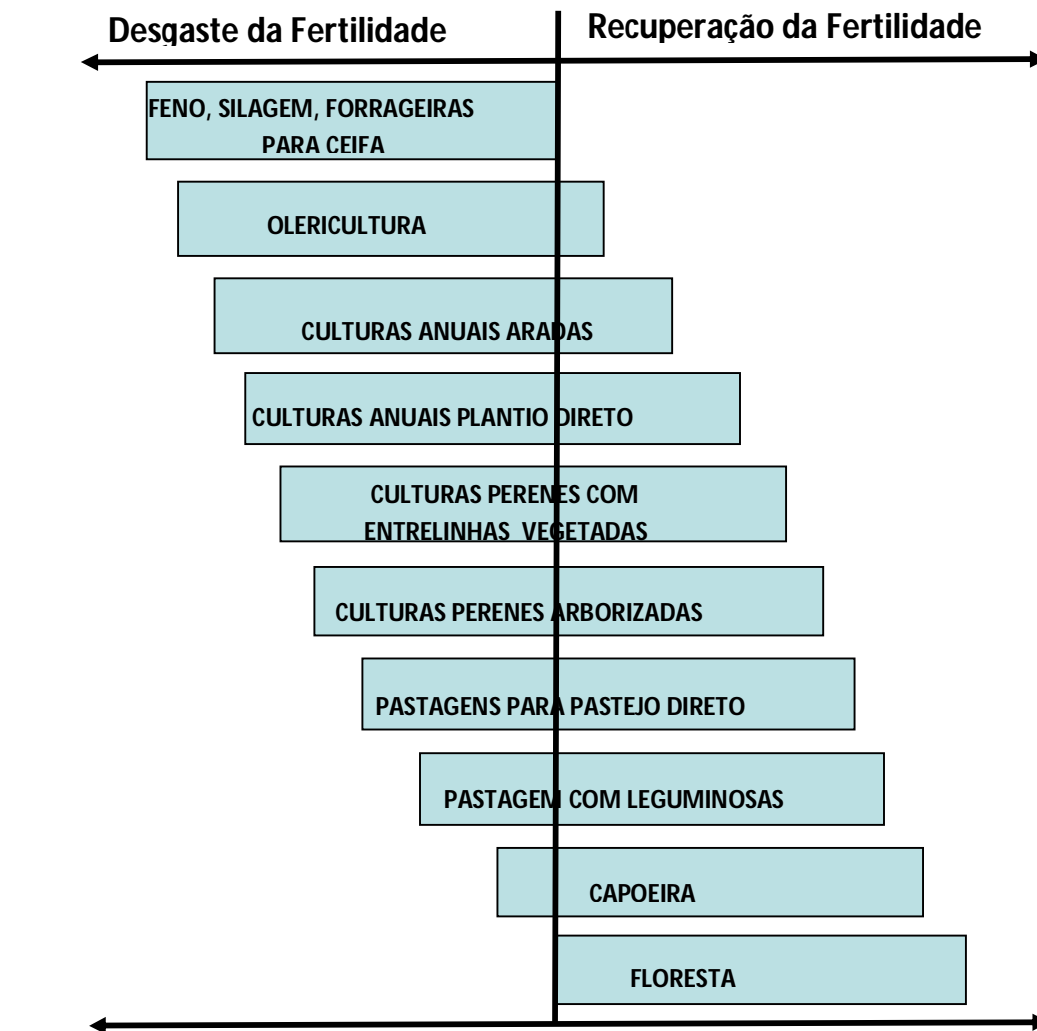 Desgaste da Fertilidade
Recuperação da Fertilidade
FENO, SILAGEM, FORRAGEIRAS
PARA CEIFA
OLERICULTURA
CULTURAS ANUAIS ARADAS
CULTURAS ANUAIS PLANTIO DIRETO
CULTURAS PERENES COM
ENTRELINHAS VEGETADAS
CULTURAS PERENES ARBORIZADAS
PASTAGENS PARA PASTEJO DIRETO
PASTAGEM COM LEGUMINOSAS
CAPOEIRA
FLORESTA